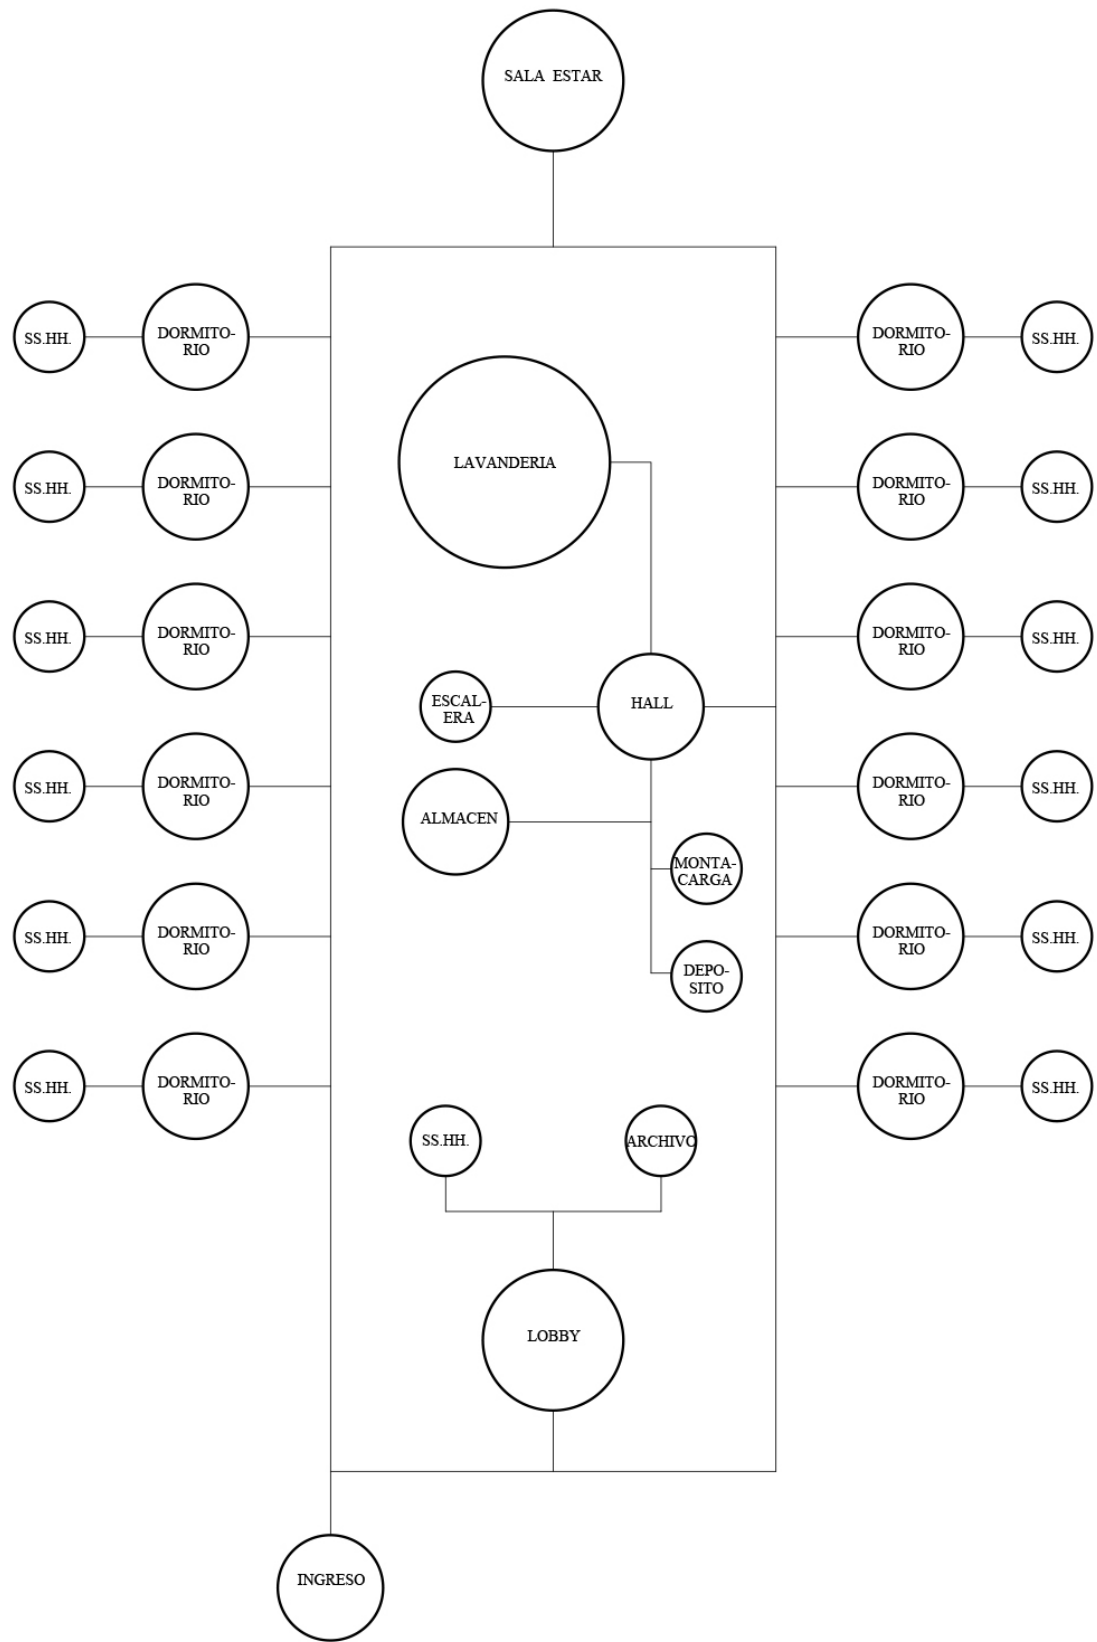 SALA ESTAR
SS.HH.
DORMITO-
RIO
DORMITO-
RIO
SS.HH.
LAVANDERIA
SS.HH.
DORMITO-
RIO
DORMITO-
RIO
SS.HH.
SS.HH.
DORMITO-
RIO
DORMITO-
RIO
SS.HH.
ESCAL-
ERA
HALL
SS.HH.
DORMITO-
RIO
DORMITO-
RIO
SS.HH.
ALMACEN
MONTA-
CARGA
SS.HH.
DORMITO-
RIO
DORMITO-
RIO
SS.HH.
DEPO-
SITO
SS.HH.
DORMITO-
RIO
DORMITO-
RIO
SS.HH.
SS.HH.
ARCHIVO
LOBBY
INGRESO